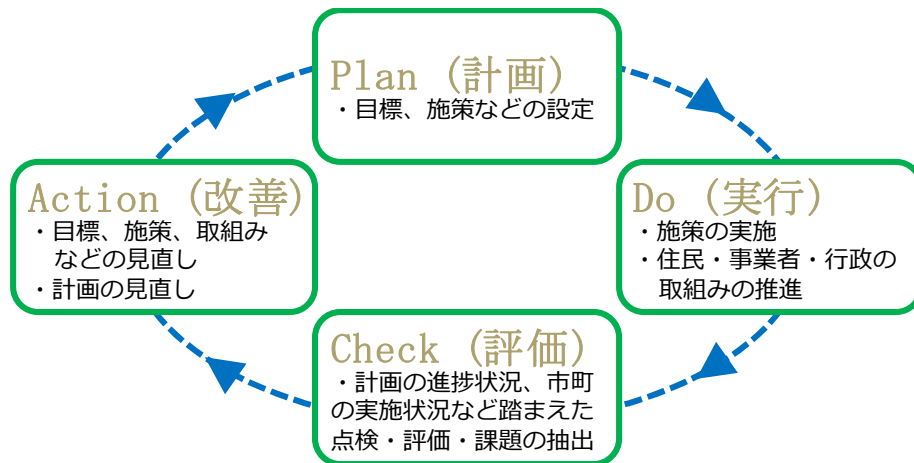 Plan (計画)
・目標、施策などの設定
Action (改善)
・目標、施策、取組み
などの見直し
・計画の見直し
Do (実行)
・施策の実施
・住民・事業者・行政の
取組みの推進
Check (評価)
・計画の進捗状況、市町
の実施状況など踏まえた
点検・評価・課題の抽出